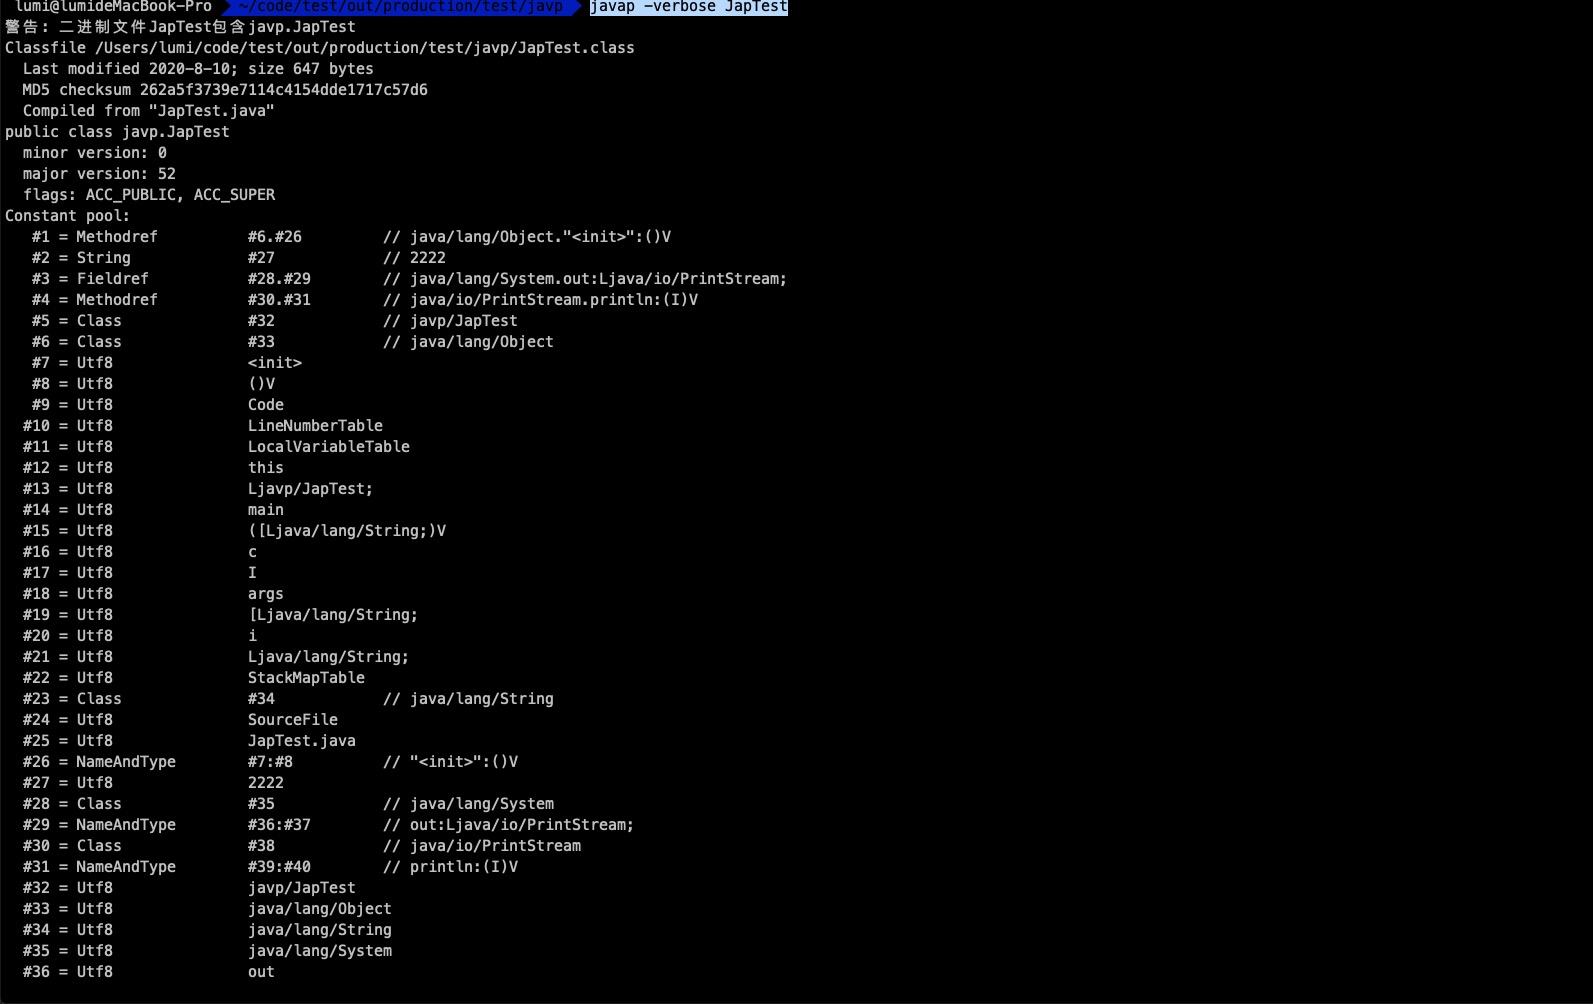 lumi@lumideMacBook-Pro ~/code/test/out/production/test/javp javap -verbose JapTest
警告: 二进制文件JapTest包含javp.JapTest
Classfile /Users/lumi/code/test/out/production/test/javp/JapTest.class
  Last modified 2020-8-10; size 647 bytes
  MD5 checksum 262a5f3739e7114c4154dde1717c57d6
  Compiled from "JapTest.java"
public class javp.JapTest
  minor version: 0
  major version: 52
  flags: ACC_PUBLIC, ACC_SUPER
Constant pool:
   #1 = Methodref          #6.#26         // java/lang/Object."<init>":()V
   #2 = String             #27            // 2222
   #3 = Fieldref           #28.#29        // java/lang/System.out:Ljava/io/PrintStream;
   #4 = Methodref          #30.#31        // java/io/PrintStream.println:(I)V
   #5 = Class              #32            // javp/JapTest
   #6 = Class              #33            // java/lang/Object
   #7 = Utf8               <init>
   #8 = Utf8               ()V
   #9 = Utf8               Code
  #10 = Utf8               LineNumberTable
  #11 = Utf8               LocalVariableTable
  #12 = Utf8               this
  #13 = Utf8               Ljavp/JapTest;
  #14 = Utf8               main
  #15 = Utf8               ([Ljava/lang/String;)V
  #16 = Utf8               c
  #17 = Utf8               I
  #18 = Utf8               args
  #19 = Utf8               [Ljava/lang/String;
  #20 = Utf8               i
  #21 = Utf8               Ljava/lang/String;
  #22 = Utf8               StackMapTable
  #23 = Class              #34            // java/lang/String
  #24 = Utf8               SourceFile
  #25 = Utf8               JapTest.java
  #26 = NameAndType        #7:#8          // "<init>":()V
  #27 = Utf8               2222
  #28 = Class              #35            // java/lang/System
  #29 = NameAndType        #36:#37        // out:Ljava/io/PrintStream;
  #30 = Class              #38            // java/io/PrintStream
  #31 = NameAndType        #39:#40        // println:(I)V
  #32 = Utf8               javp/JapTest
  #33 = Utf8               java/lang/Object
  #34 = Utf8               java/lang/String
  #35 = Utf8               java/lang/System
  #36 = Utf8               out